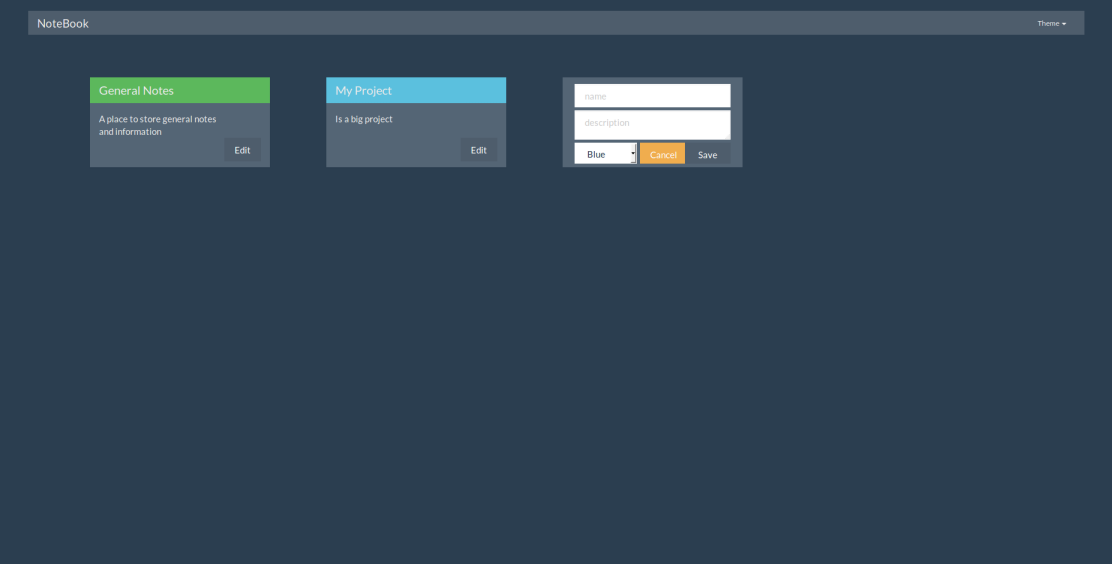 NoteBook
Theme
General Notes
A place to store general notes
and information
Edit
My Project
Is a big project
Edit
name
description
Blue
Cancel
Save